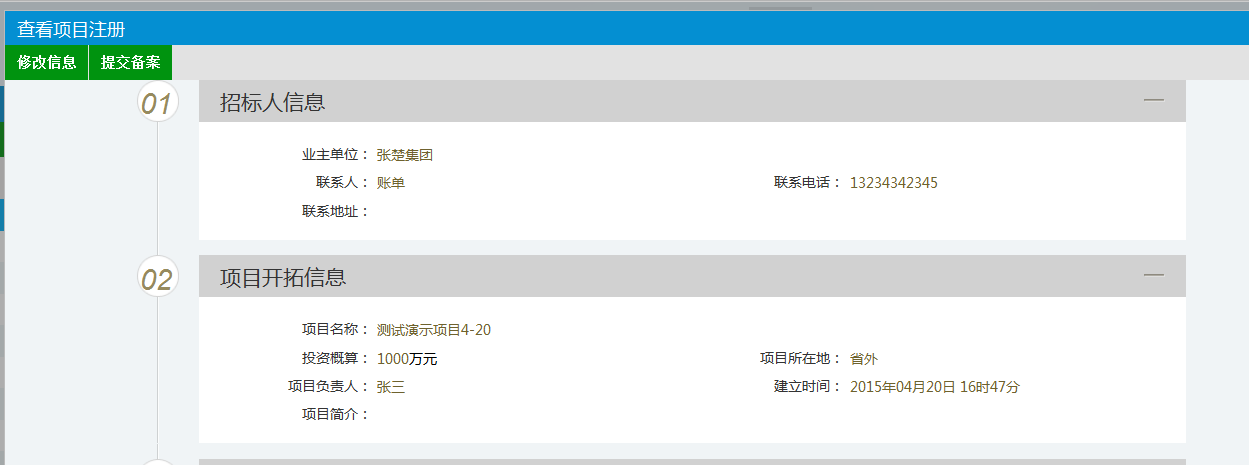 查看项目注册
修改信息 提交备案
01 招标人信息
业主单位： 张楚集团
联系人： 账单 联系电话： 13234342345
联系地址：
02 项目开拓信息
项目名称： 测试演示项目4-20
投资概算： 1000万元 项目所在地： 省外
项目负责人： 张三 建立时间： 2015年04月20日 16时47分
项目简介：